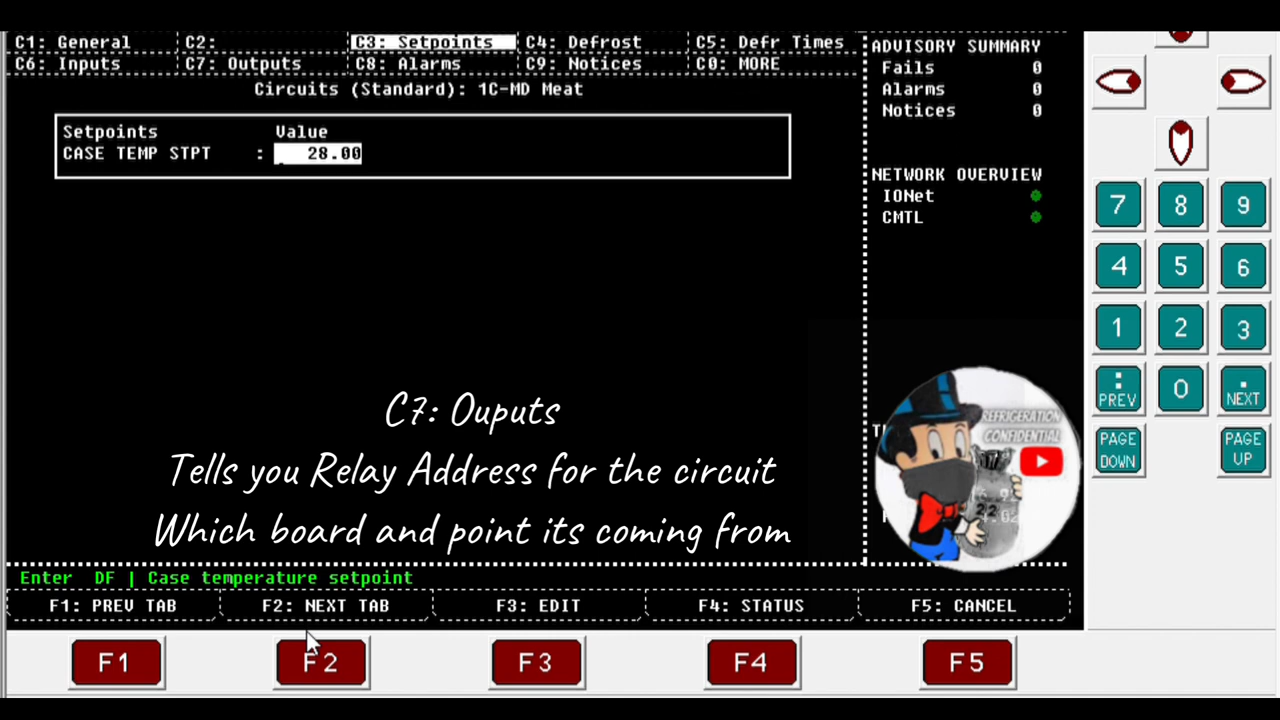 C1: General C2: C3: Setpoints C4: Defrost C5: Defr Times
C6: Inputs C7: Outputs C8: Alarms C9: Notices C0: MORE
Circuits (Standard): 1C-MD Meat
Setpoints Value
CASE TEMP STPT : 28.00
ADVISORY SUMMARY
Fails 0
Alarms 0
Notices 0
NETWORK OVERVIEW
IONet
CMTL
C7: Ouputs
Tells you Relay Address for the circuit
Which board and point its coming from
REFRIGERATION
CONFIDENTIAL
22
Enter DF | Case temperature setpoint
F1: PREV TAB F2: NEXT TAB F3: EDIT F4: STATUS F5: CANCEL
F1 F2 F3 F4 F5
7 8 9
4 5 6
1 2 3
: PREV 0 . NEXT
PAGE DOWN PAGE UP